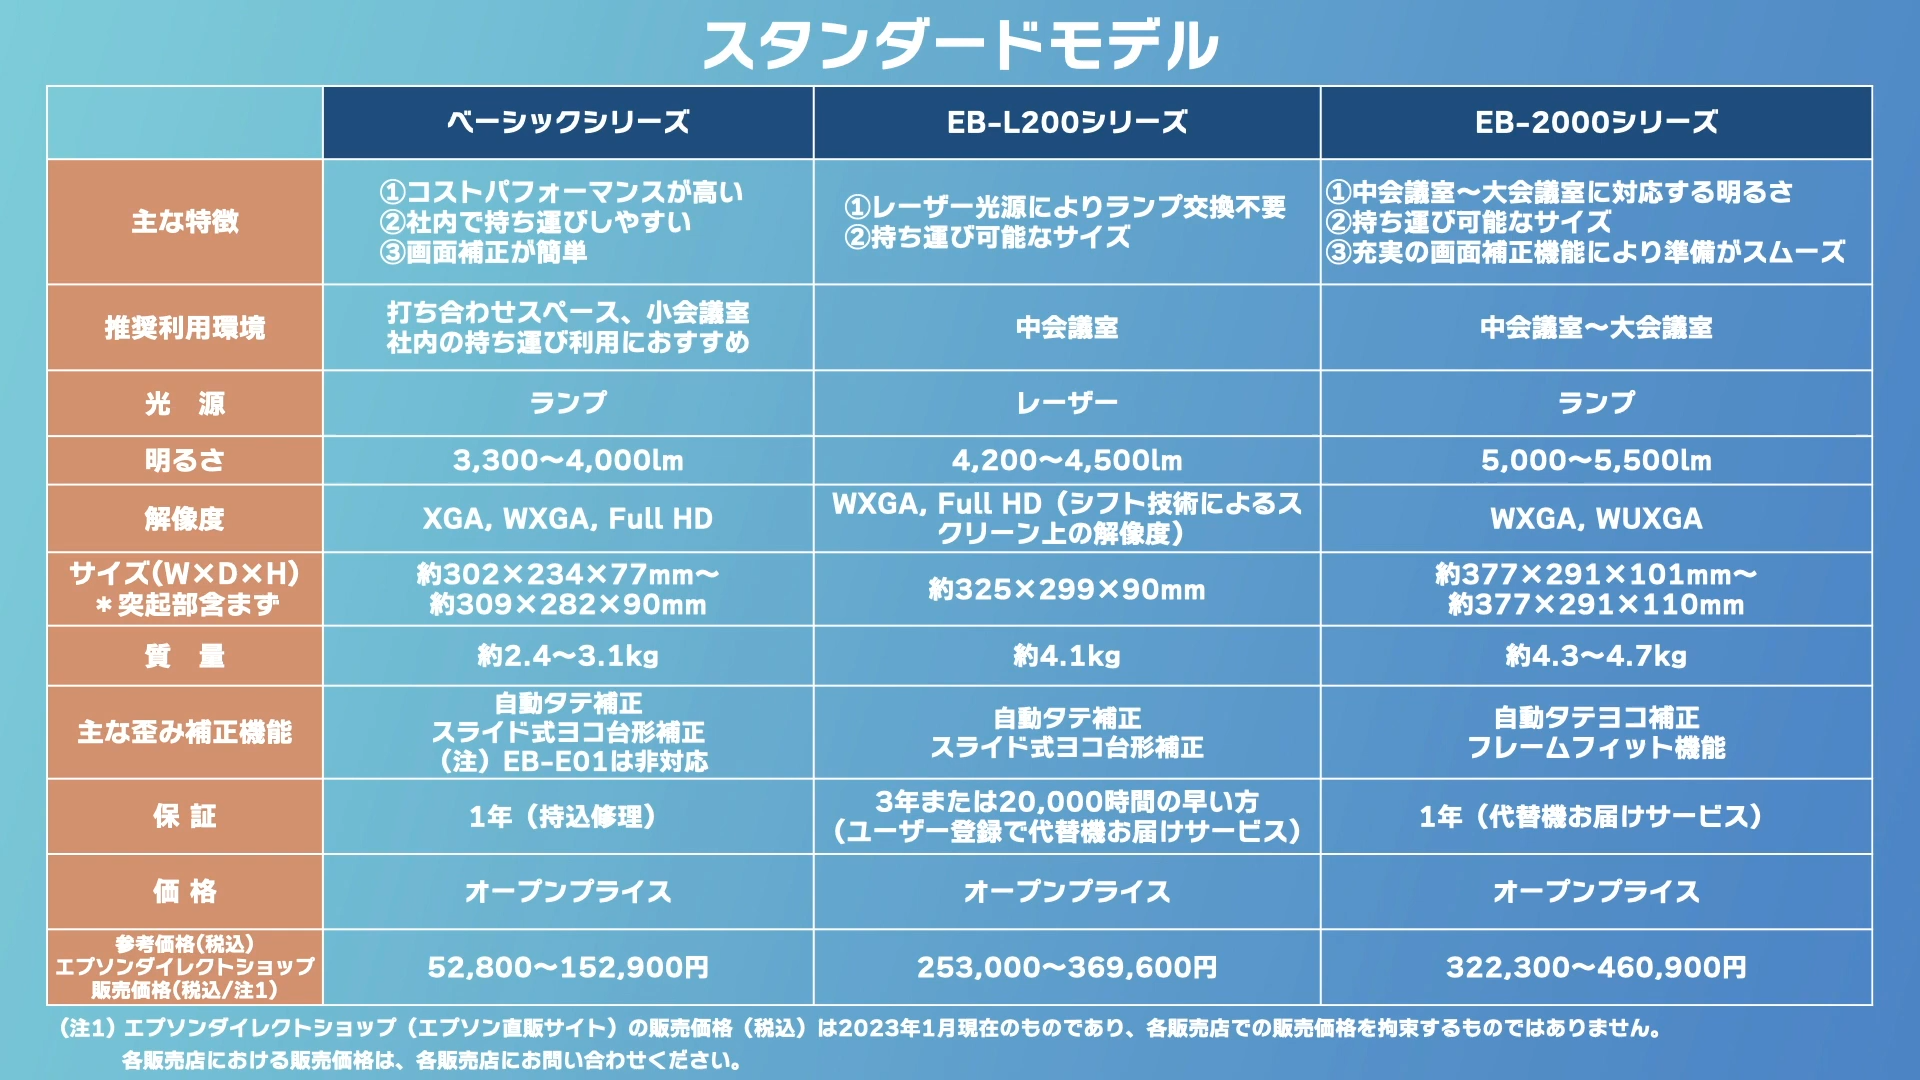 スタンダードモデル
ベーシックシリーズ
EB-L200シリーズ
EB-2000シリーズ
主な特徴
①コストパフォーマンスが高い
②社内で持ち運びしやすい
③画面補正が簡単
①レーザー光源によりランプ交換不要
②持ち運び可能なサイズ
①中会議室～大会議室に対応する明るさ
②持ち運び可能なサイズ
③充実の画面補正機能により準備がスムーズ
推奨利用環境
打ち合わせスペース、小会議室
社内の持ち運び利用におすすめ
中会議室
中会議室～大会議室
光　源
ランプ
レーザー
ランプ
明るさ
3,300～4,000lm
4,200～4,500lm
5,000～5,500lm
解像度
XGA, WXGA, Full HD
WXGA, Full HD（シフト技術によるス
クリーン上の解像度）
WXGA, WUXGA
サイズ(W×D×H)
＊突起部含まず
約302×234×77mm～
約309×282×90mm
約325×299×90mm
約377×291×101mm～
約377×291×110mm
質　量
約2.4～3.1kg
約4.1kg
約4.3～4.7kg
主な歪み補正機能
自動タテ補正
スライド式ヨコ台形補正
（注）EB-E01は非対応
自動タテ補正
スライド式ヨコ台形補正
自動タテヨコ補正
フレームフィット機能
保 証
1年（持込修理）
3年または20,000時間の早い方
（ユーザー登録で代替機お届けサービス）
1年（代替機お届けサービス）
価 格
オープンプライス
オープンプライス
オープンプライス
参考価格(税込)
エプソンダイレクトショップ
販売価格(税込/注1)
52,800～152,900円
253,000～369,600円
322,300～460,900円
（注1）エプソンダイレクトショップ（エプソン直販サイト）の販売価格（税込）は2023年1月現在のものであり、各販売店での販売価格を拘束するものではありません。
各販売店における販売価格は、各販売店にお問い合わせください。